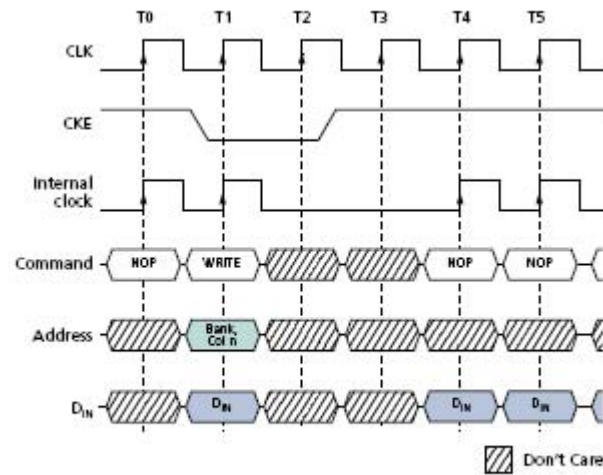 T0 T1 T2 T3 T4 T5
CLK
CKE
Internal
clock
Command NOP WRITE NOP NOP
Address Bank,
Col n
DIN DIN DIN DIN
Don't Care